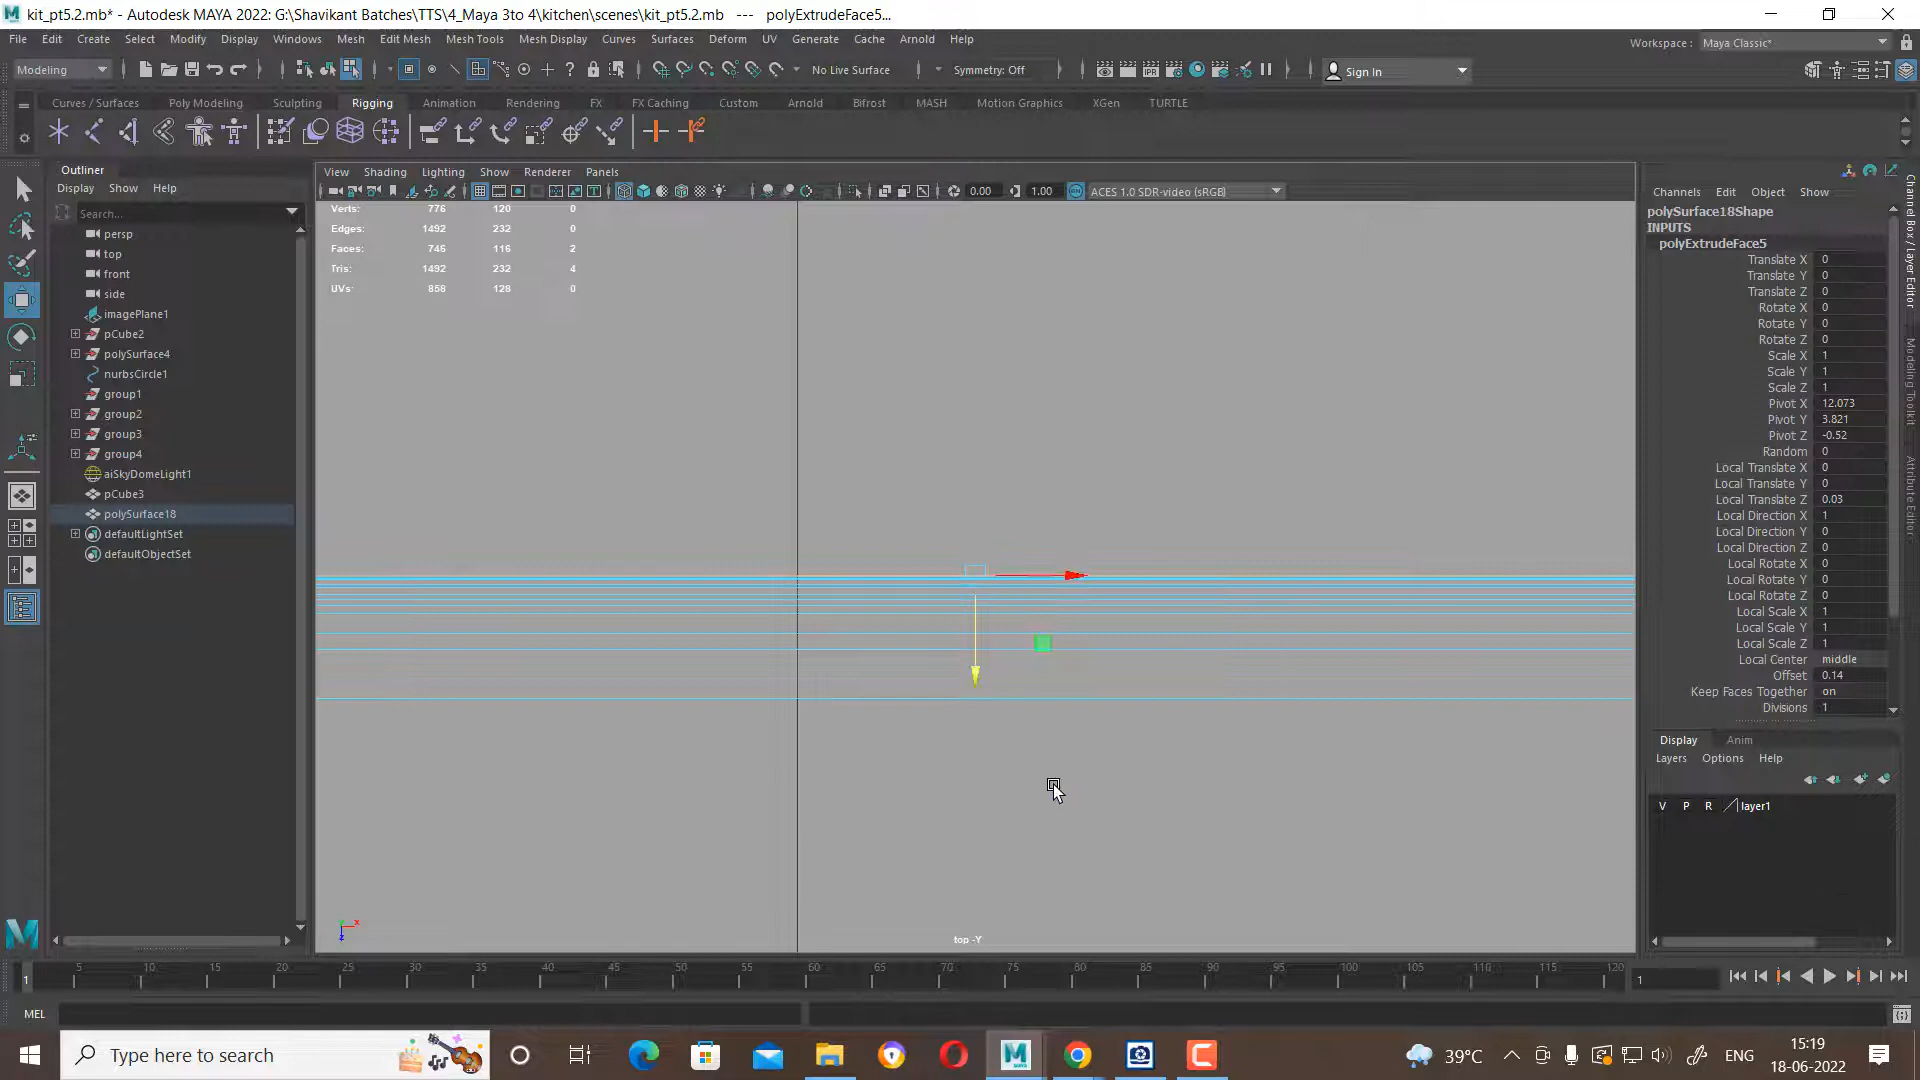 kit_pt5.2.mb* - Autodesk MAYA 2022: G:\Shavikant Batches\TTS\4_Maya 3to 4\kitchen\scenes\kit_pt5.2.mb --- polyExtrudeFace5...
File Edit Create Select Modify Display Windows Mesh Edit Mesh Mesh Tools Mesh Display Curves Surfaces Deform UV Generate Cache Arnold Help
Workspace : Maya Classic*
Modeling No Live Surface Symmetry: Off Sign In
Curves / Surfaces Poly Modeling Sculpting Rigging Animation Rendering FX FX Caching Custom Arnold Bifrost MASH Motion Graphics XGen TURTLE
Outliner
Display Show Help
Search...
persp
top
front
side
imagePlane1
pCube2
polySurface4
nurbsCircle1
group1
group2
group3
group4
aiSkyDomeLight1
pCube3
polySurface18
defaultLightSet
defaultObjectSet
View Shading Lighting Show Renderer Panels
0.00 1.00 ACES 1.0 SDR-video (sRGB)
Verts: 776 120 0
Edges: 1492 232 0
Faces: 746 116 2
Tris: 1492 232 4
UVs: 858 128 0
top -Y
Channels Edit Object Show
polySurface18Shape
INPUTS
polyExtrudeFace5
Translate X 0
Translate Y 0
Translate Z 0
Rotate X 0
Rotate Y 0
Rotate Z 0
Scale X 1
Scale Y 1
Scale Z 1
Pivot X 12.073
Pivot Y 3.821
Pivot Z -0.52
Random 0
Local Translate X 0
Local Translate Y 0
Local Translate Z 0.03
Local Direction X 1
Local Direction Y 0
Local Direction Z 0
Local Rotate X 0
Local Rotate Y 0
Local Rotate Z 0
Local Scale X 1
Local Scale Y 1
Local Scale Z 1
Local Center middle
Offset 0.14
Keep Faces Together on
Divisions 1
Display Anim
Layers Options Help
V P R layer1
Channel Box / Layer Editor
Modeling Toolkit
Attribute Editor
1 5 10 15 20 25 30 35 40 45 50 55 60 65 70 75 80 85 90 95 100 105 110 115 120
1
MEL
Type here to search
39°C ENG
15:19
18-06-2022